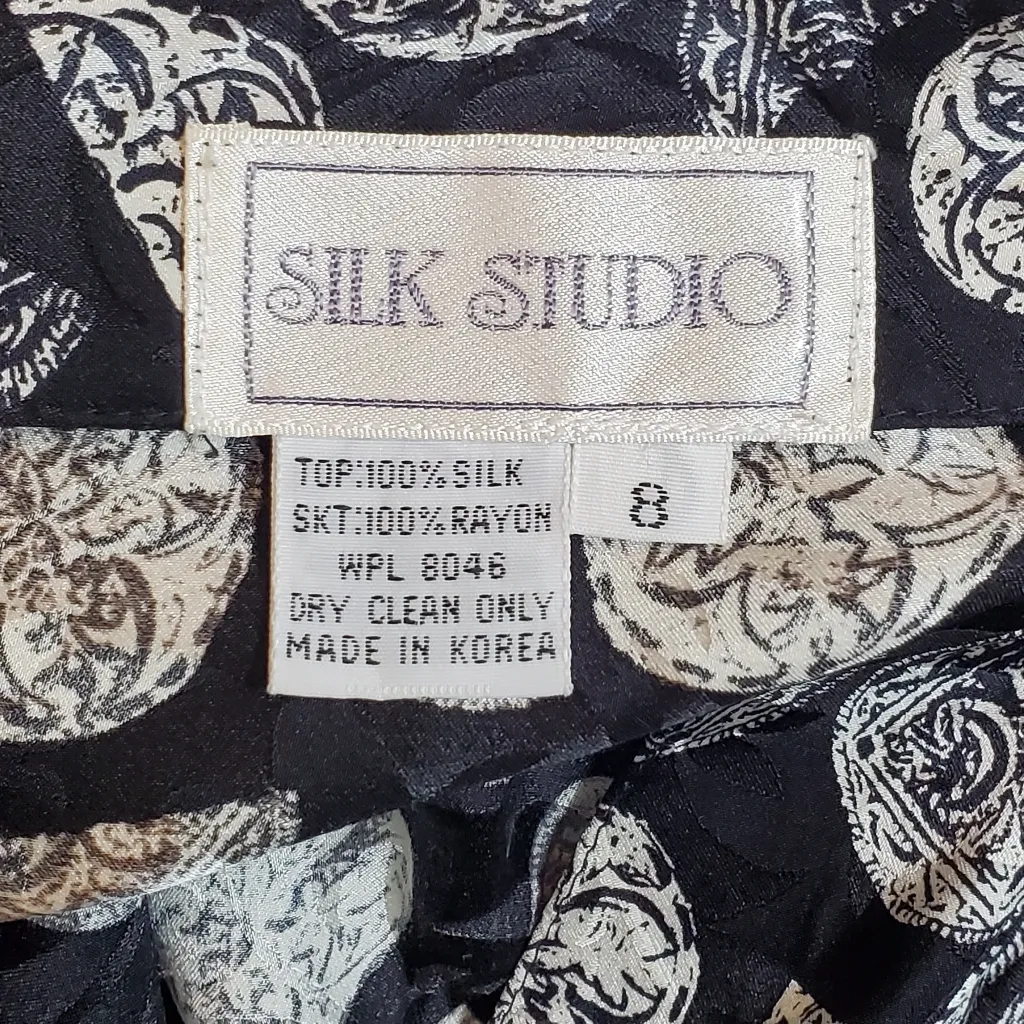 SILK STUDIO
TOP:100% SILK
SKT:100% RAYON
WPL 8046
DRY CLEAN ONLY
MADE IN KOREA
8